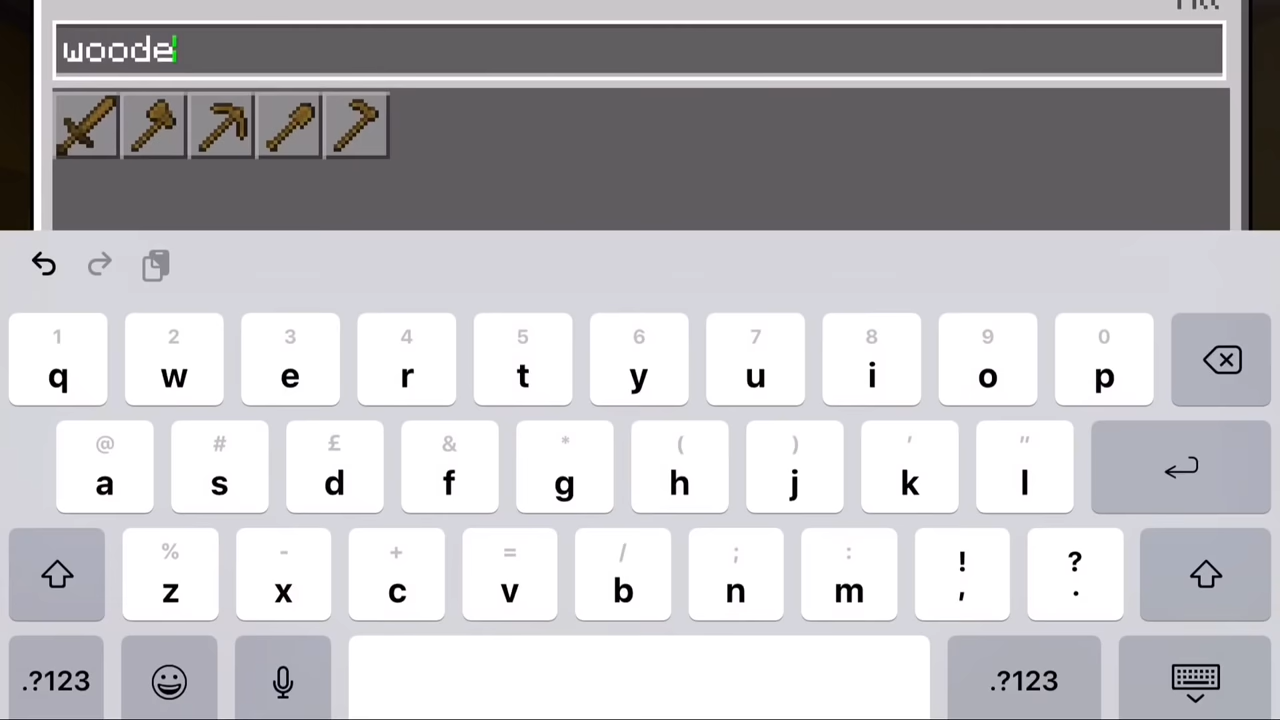 woode
1 2 3 4 5 6 7 8 9 0
q w e r t y u i o p
@ # £ & * ( ) ' "
a s d f g h j k l
% - + = / ; : ! ?
z x c v b n m , .
.?123 .?123